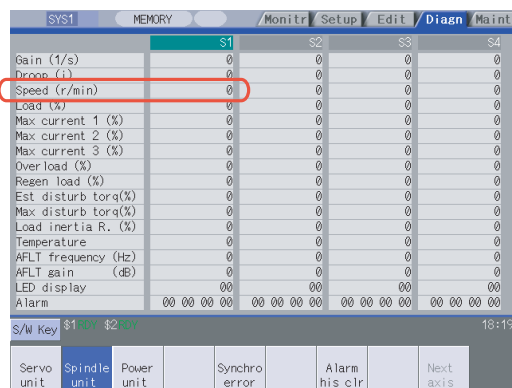 SYS1 MEMORY Monitr Setup Edit Diagn Maint
S1 S2 S3 S4
Gain (1/s) 0 0 0 0
Droop (i) 0 0 0 0
Speed (r/min) 0 0 0 0
Load (%) 0 0 0 0
Max current 1 (%) 0 0 0 0
Max current 2 (%) 0 0 0 0
Max current 3 (%) 0 0 0 0
Overload (%) 0 0 0 0
Regen load (%) 0 0 0 0
Est disturb torq(%) 0 0 0 0
Max disturb torq(%) 0 0 0 0
Load inertia R. (%) 0 0 0 0
Temperature 0 0 0 0
AFLT frequency (Hz) 0 0 0 0
AFLT gain (dB) 0 0 0 0
LED display 00 00 00 00
Alarm 00 00 00 00 00 00 00 00 00 00 00 00 00 00 00 00
S/W Key $1 $2 18:19
Servo unit Spindle unit Power unit Synchro error Alarm his clr Next axis